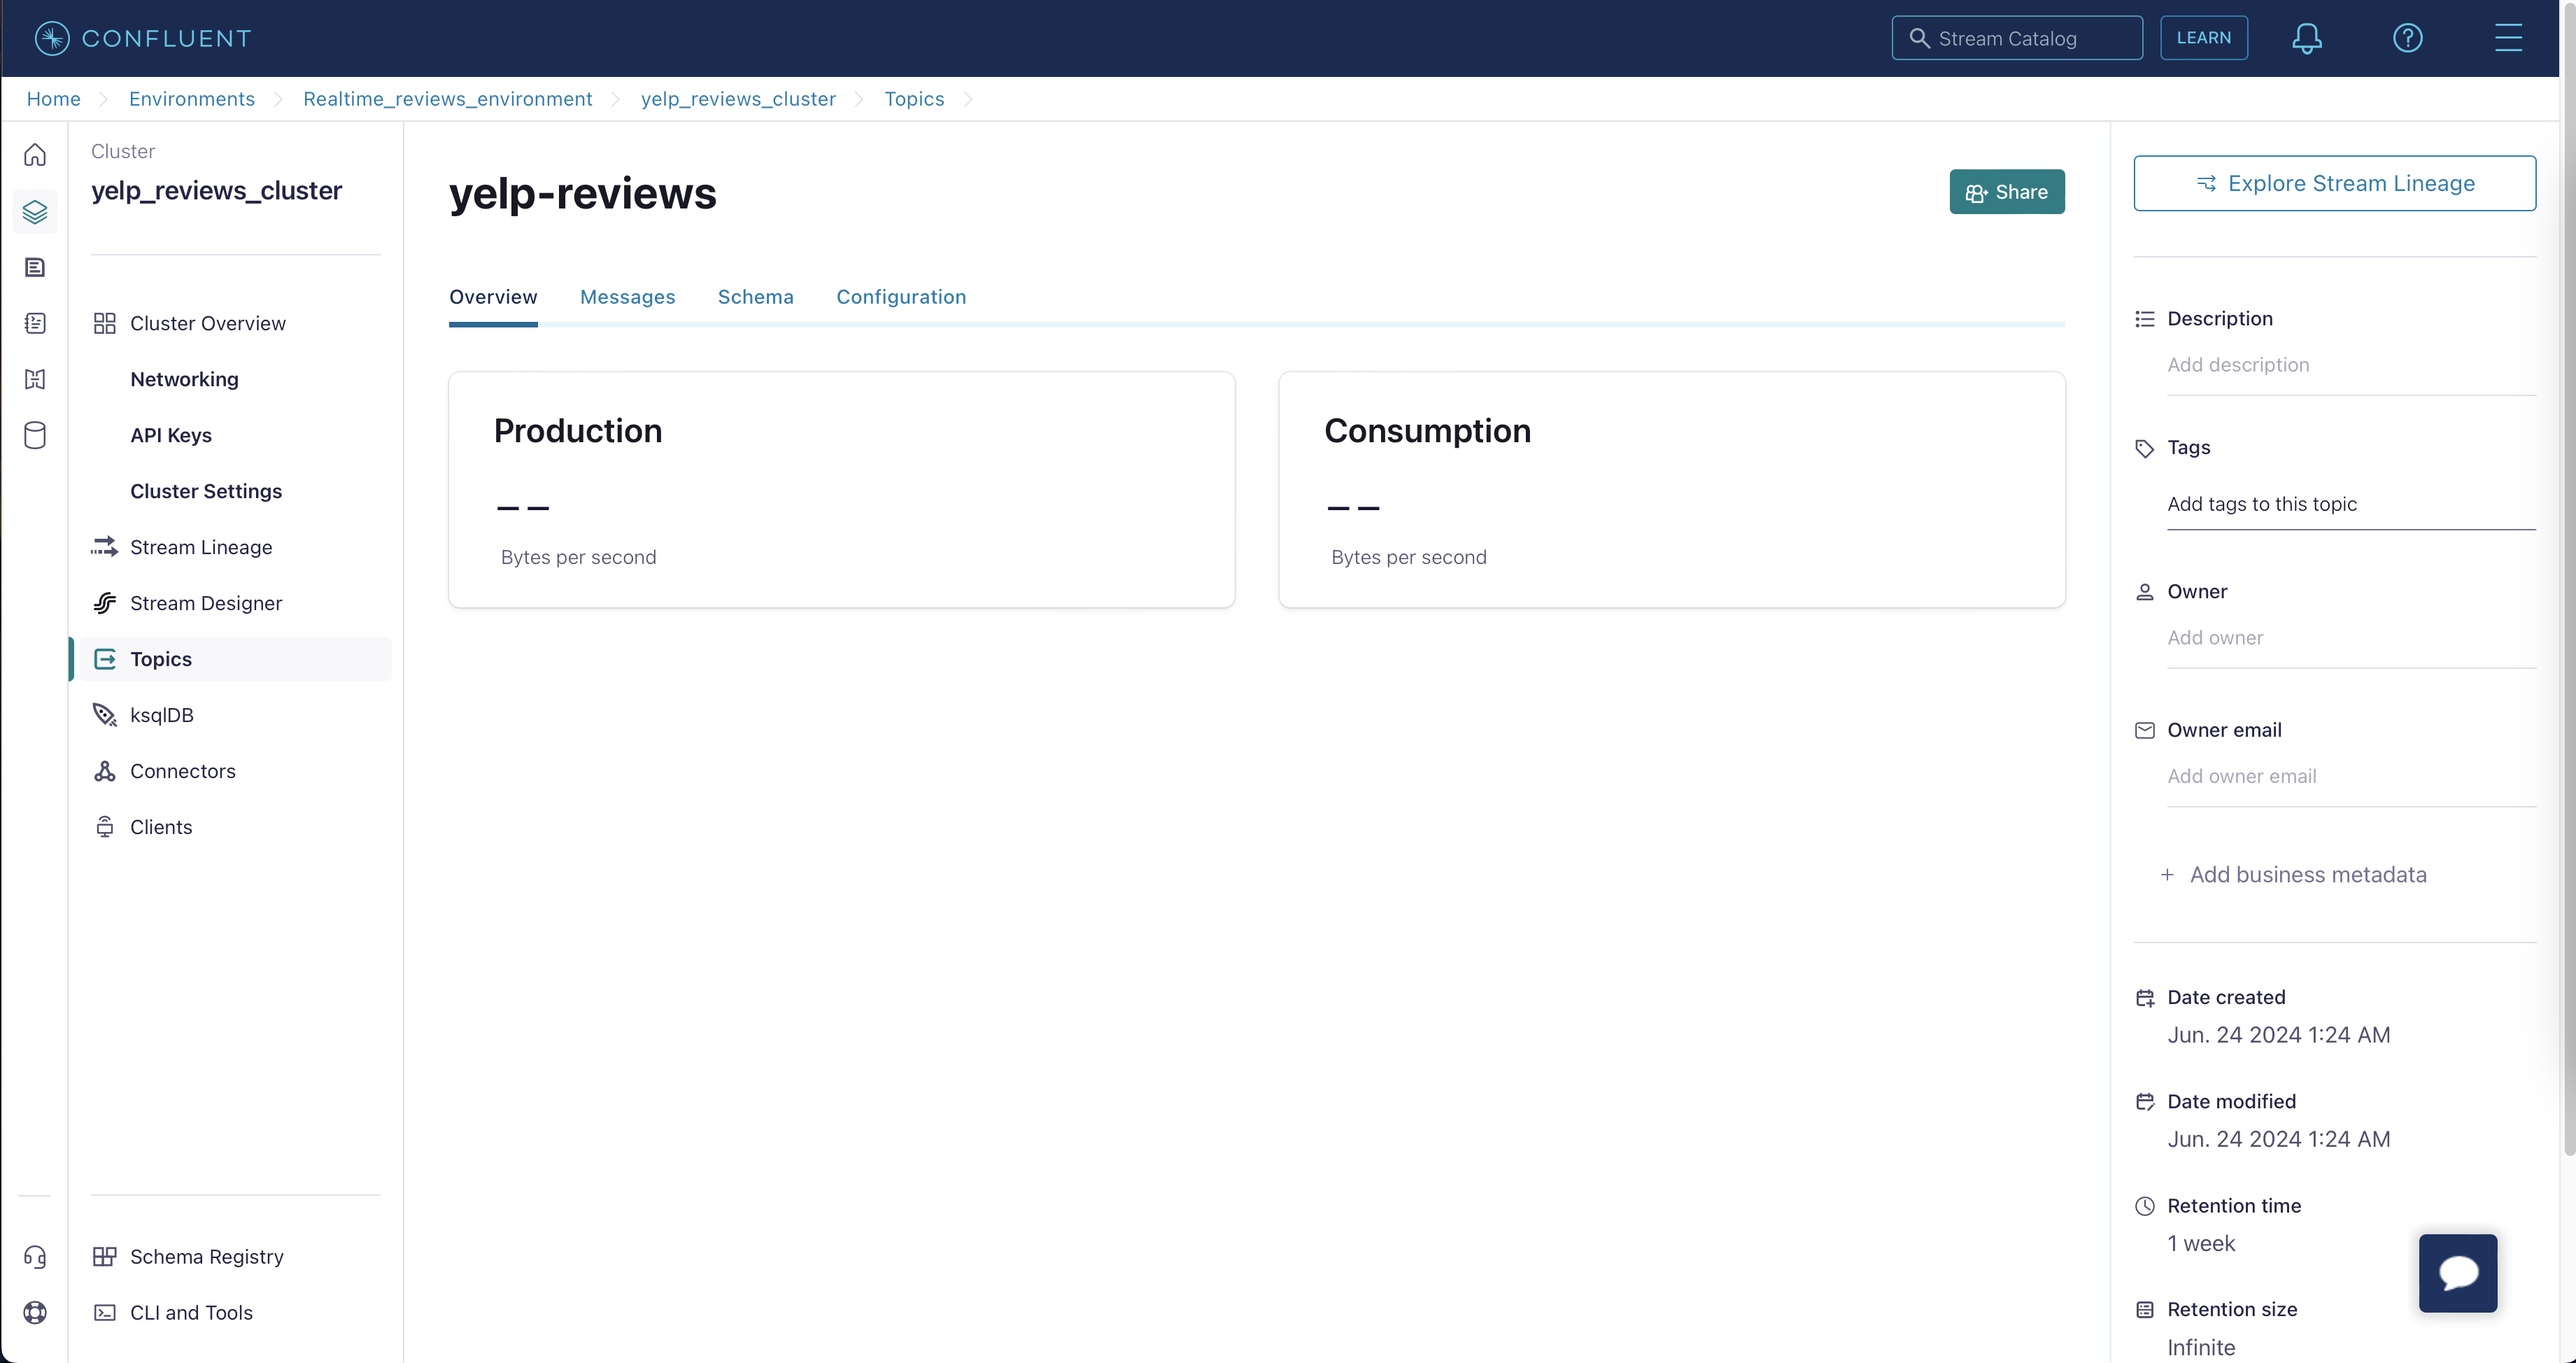 CONFLUENT
Stream Catalog
LEARN
Home
Environments
Realtime_reviews_environment
yelp_reviews_cluster
Topics
Cluster
yelp_reviews_cluster
Cluster Overview
Networking
API Keys
Cluster Settings
Stream Lineage
Stream Designer
Topics
ksqlDB
Connectors
Clients
Schema Registry
CLI and Tools
yelp-reviews
Share
Overview
Messages
Schema
Configuration
Production
--
Bytes per second
Consumption
--
Bytes per second
Explore Stream Lineage
Description
Add description
Tags
Add tags to this topic
Owner
Add owner
Owner email
Add owner email
+ Add business metadata
Date created
Jun. 24 2024 1:24 AM
Date modified
Jun. 24 2024 1:24 AM
Retention time
1 week
Retention size
Infinite